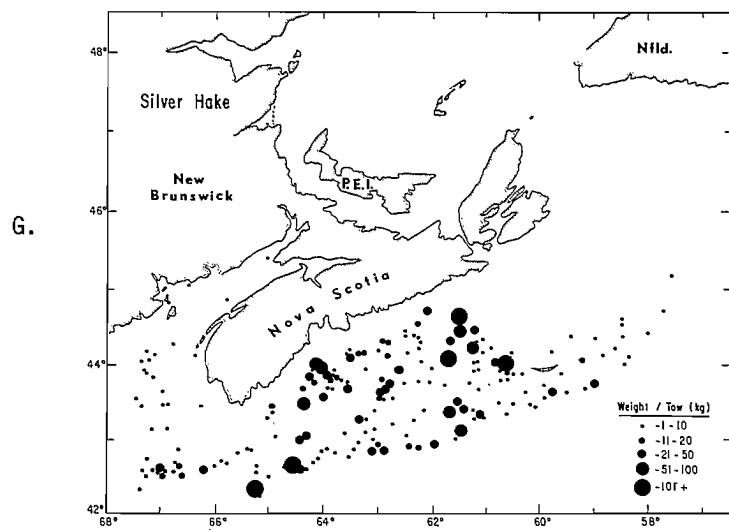 48°
Nfld.
Silver Hake
P.E.I.
New
Brunswick
G.
46°
Nova Scotia
44°
Weight / Tow (kg)
-1-10
-11-20
-21-50
-51-100
-101+
42°
68°
66°
64°
62°
60°
58°